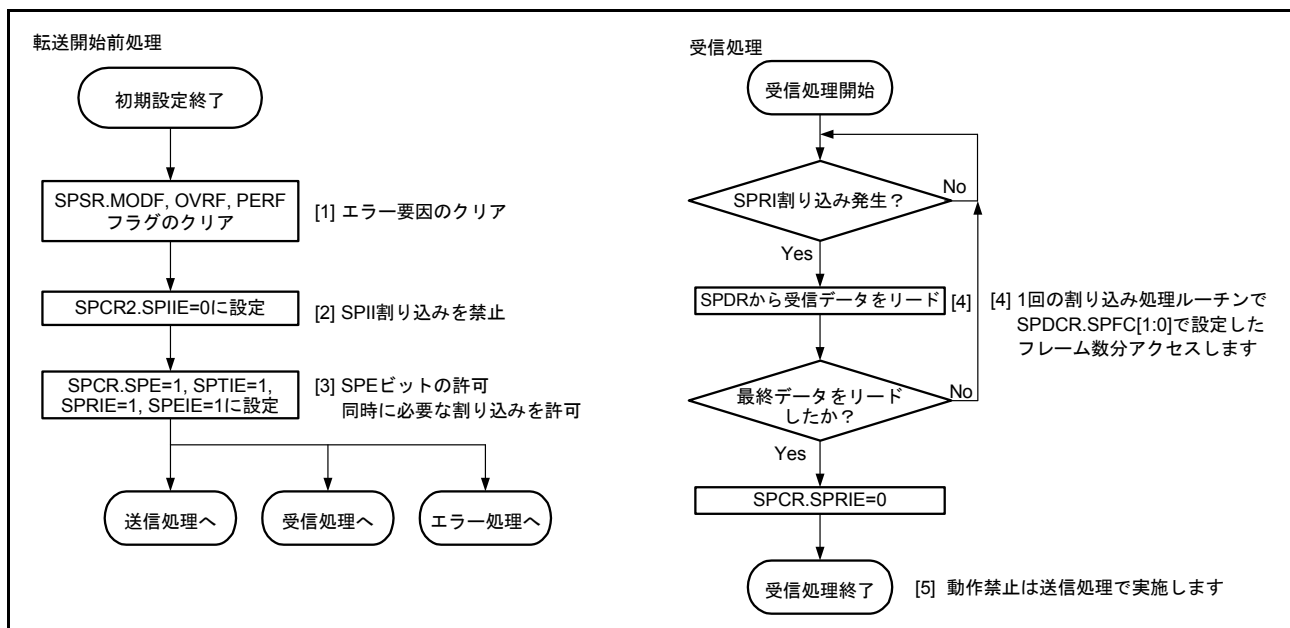 転送開始前処理
初期設定終了
SPSR.MODF, OVRF, PERF
フラグのクリア
[1] エラー要因のクリア
SPCR2.SPIIE=0に設定
[2] SPII割り込みを禁止
SPCR.SPE=1, SPTIE=1,
SPRIE=1, SPEIE=1に設定
[3] SPEビットの許可
同時に必要な割り込みを許可
送信処理へ
受信処理へ
エラー処理へ
受信処理
受信処理開始
SPRI割り込み発生？
No
Yes
SPDRから受信データをリード
[4]
[4] 1回の割り込み処理ルーチンで
SPDCR.SPFC[1:0]で設定した
フレーム数分アクセスします
最終データをリード
したか？
No
Yes
SPCR.SPRIE=0
受信処理終了
[5] 動作禁止は送信処理で実施します